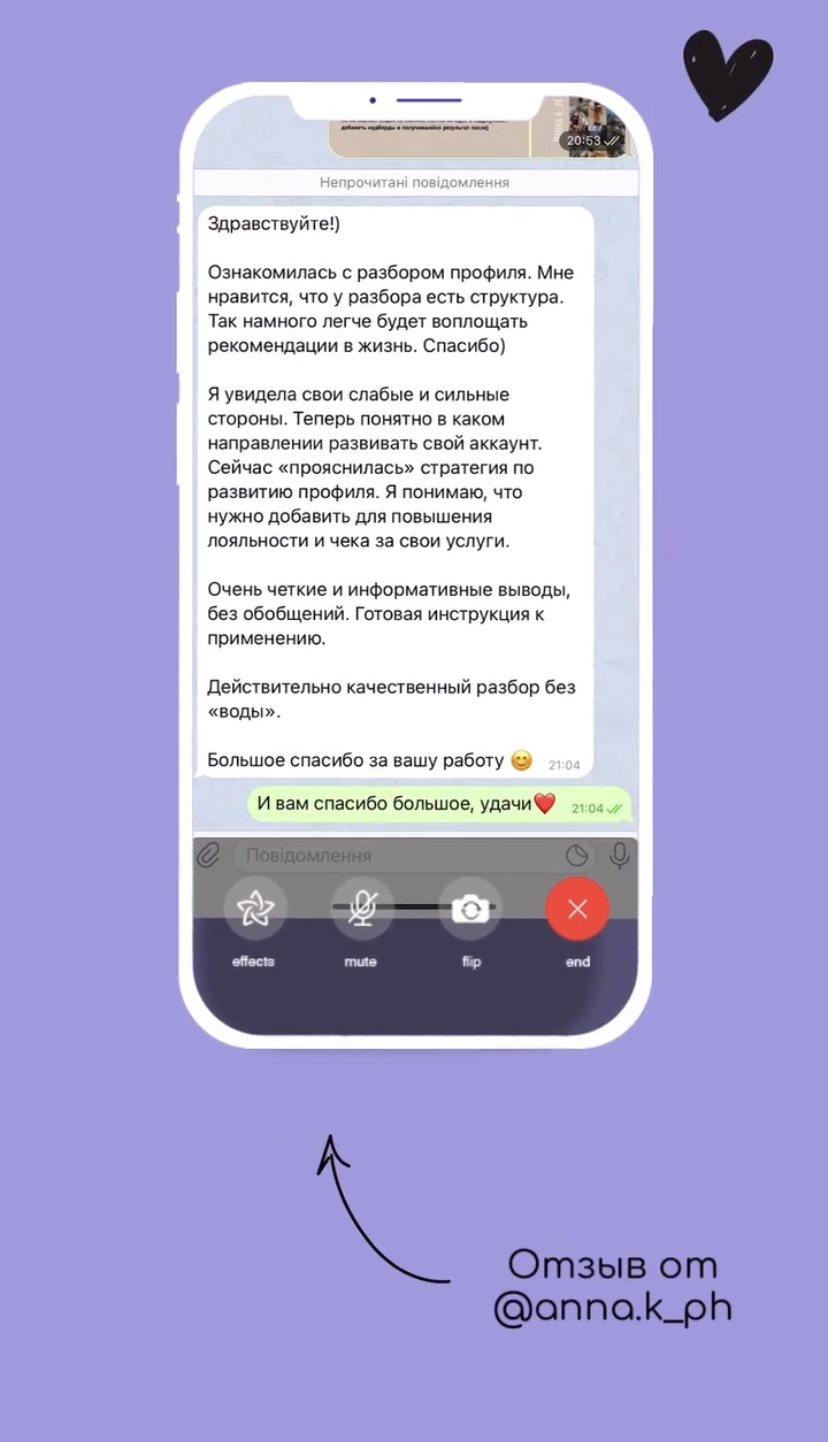 добавить мудборды и получившийся результат после)
20:53
Непрочитані повідомлення
Здравствуйте!)
Ознакомилась с разбором профиля. Мне
нравится, что у разбора есть структура.
Так намного легче будет воплощать
рекомендации в жизнь. Спасибо)
Я увидела свои слабые и сильные
стороны. Теперь понятно в каком
направлении развивать свой аккаунт.
Сейчас «прояснилась» стратегия по
развитию профиля. Я понимаю, что
нужно добавить для повышения
лояльности и чека за свои услуги.
Очень четкие и информативные выводы,
без обобщений. Готовая инструкция к
применению.
Действительно качественный разбор без
«воды».
Большое спасибо за вашу работу 😊 21:04
И вам спасибо большое, удачи❤️ 21:04
Повідомлення
effects mute flip end
Отзыв от
@anna.k_ph